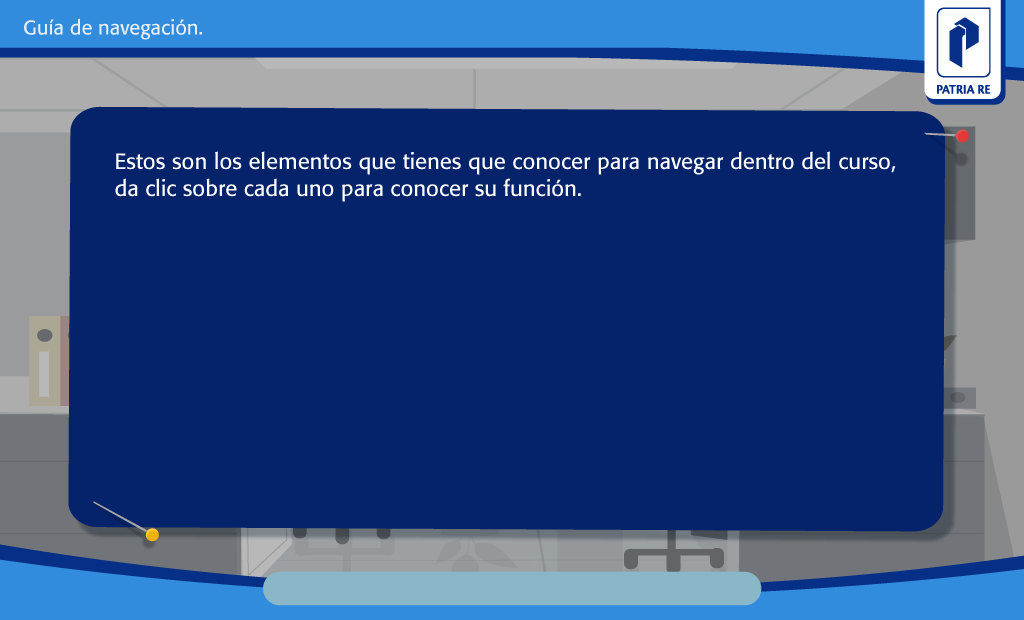 Guía de navegación.
PATRIA RE
Estos son los elementos que tienes que conocer para navegar dentro del curso,
da clic sobre cada uno para conocer su función.